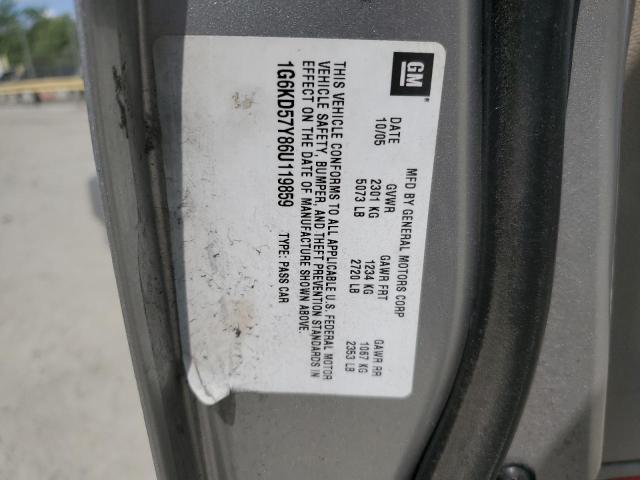 GM
®
MFD BY GENERAL MOTORS CORP
DATE GVWR GAWR FRT GAWR RR
10/05 2301 KG 1234 KG 1067 KG
5073 LB 2720 LB 2353 LB
THIS VEHICLE CONFORMS TO ALL APPLICABLE U.S. FEDERAL MOTOR
VEHICLE SAFETY, BUMPER, AND THEFT PREVENTION STANDARDS IN
EFFECT ON THE DATE OF MANUFACTURE SHOWN ABOVE.
1G6KD57Y86U119859 TYPE: PASS CAR